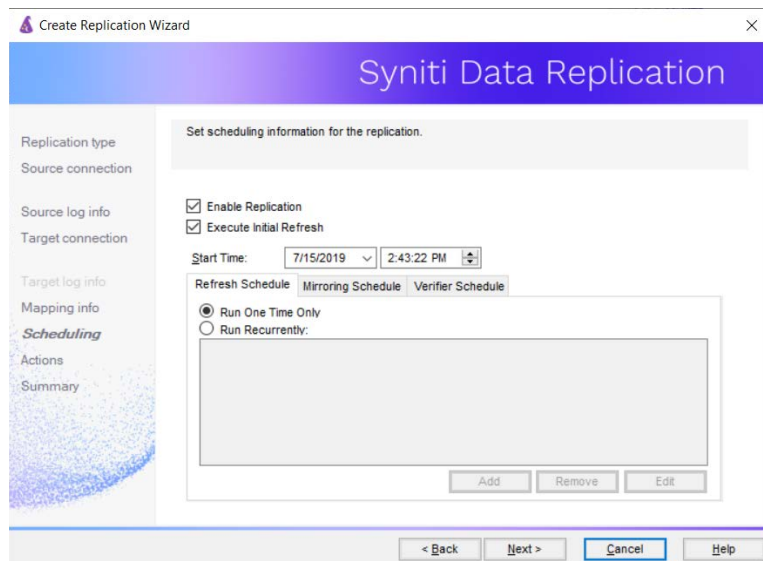 Create Replication Wizard
Syniti Data Replication
Replication type
Source connection
Source log info
Target connection
Target log info
Mapping info
Scheduling
Actions
Summary
Set scheduling information for the replication.
Enable Replication
Execute Initial Refresh
Start Time: 7/15/2019 2:43:22 PM
Refresh Schedule Mirroring Schedule Verifier Schedule
Run One Time Only
Run Recurrently:
Add Remove Edit
< Back Next > Cancel Help